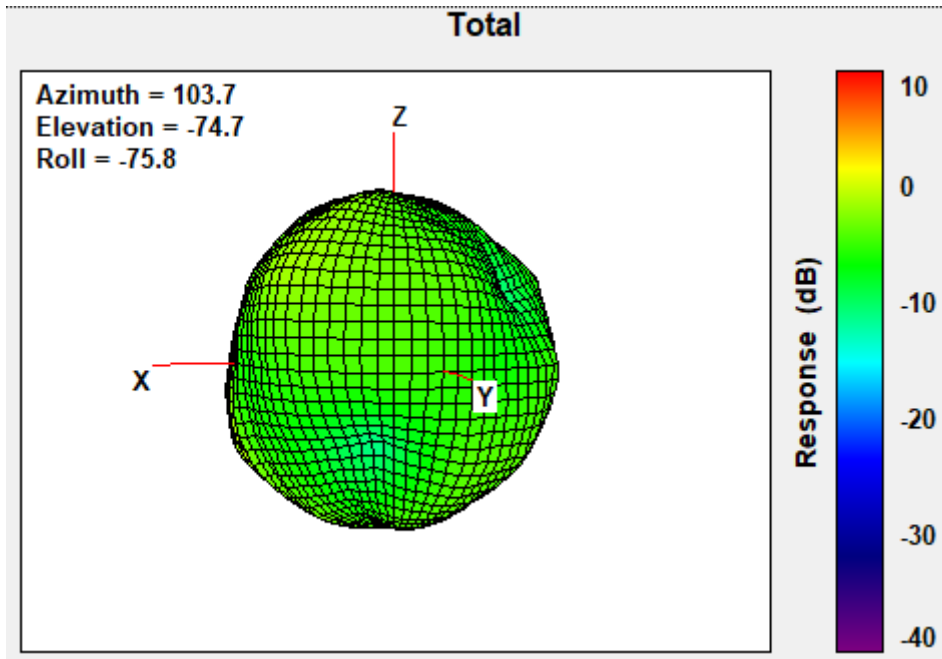 Total
Azimuth = 103.7
Elevation = -74.7
Roll = -75.8
Z
X
Y
Response (dB)
10
0
-10
-20
-30
-40